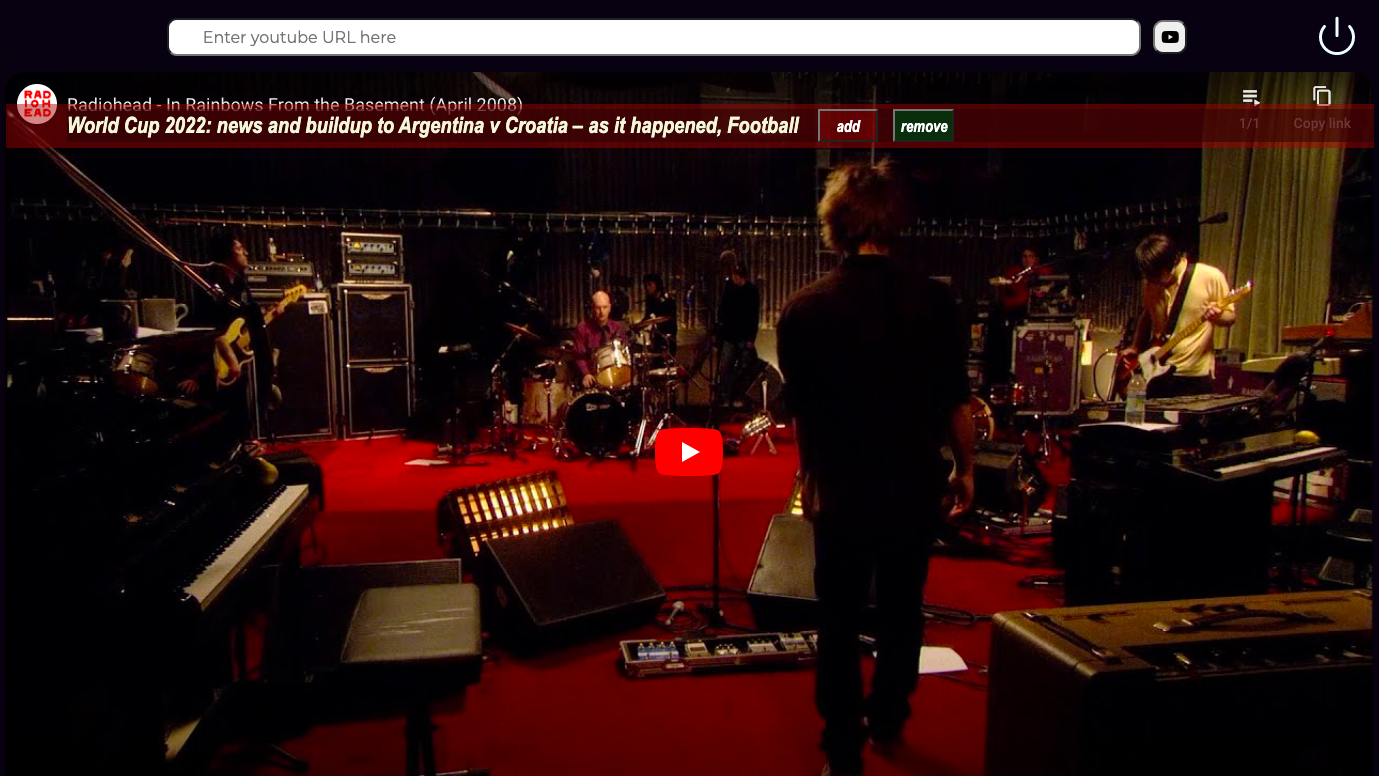 Enter youtube URL here
RAD
IOH
EAD
Radiohead - In Rainbows From the Basement (April 2008)
World Cup 2022: news and buildup to Argentina v Croatia – as it happened, Football
add
remove
1/1
Copy link